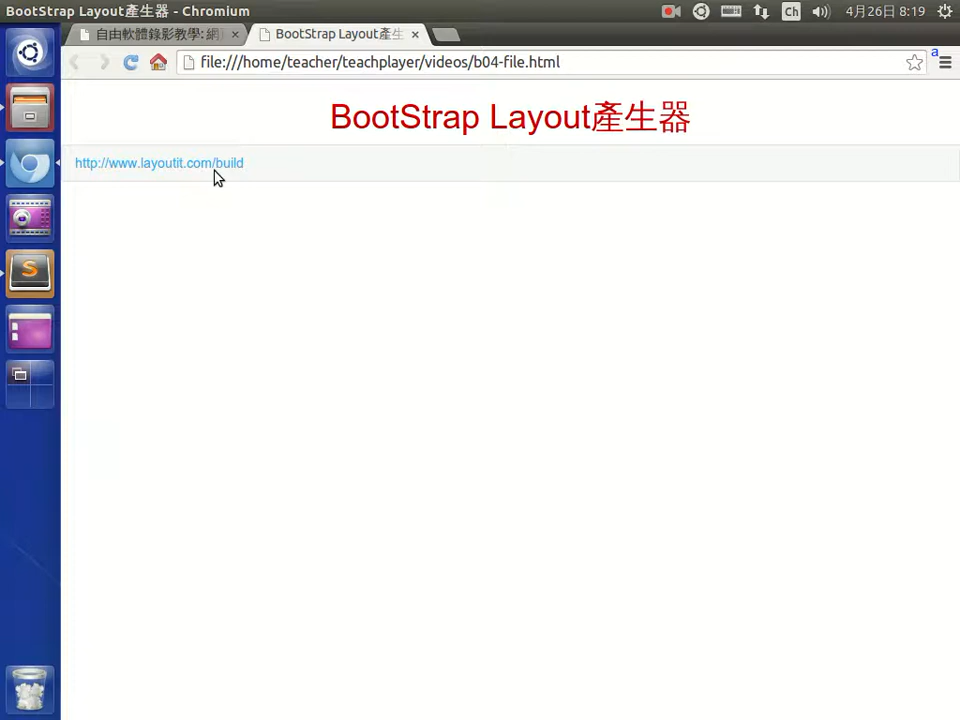 BootStrap Layout產生器 - Chromium
Ch
4月26日 8:19
自由軟體錄影教學: 網
BootStrap Layout產生
file:///home/teacher/teachplayer/videos/b04-file.html
a
BootStrap Layout產生器
http://www.layoutit.com/build
S